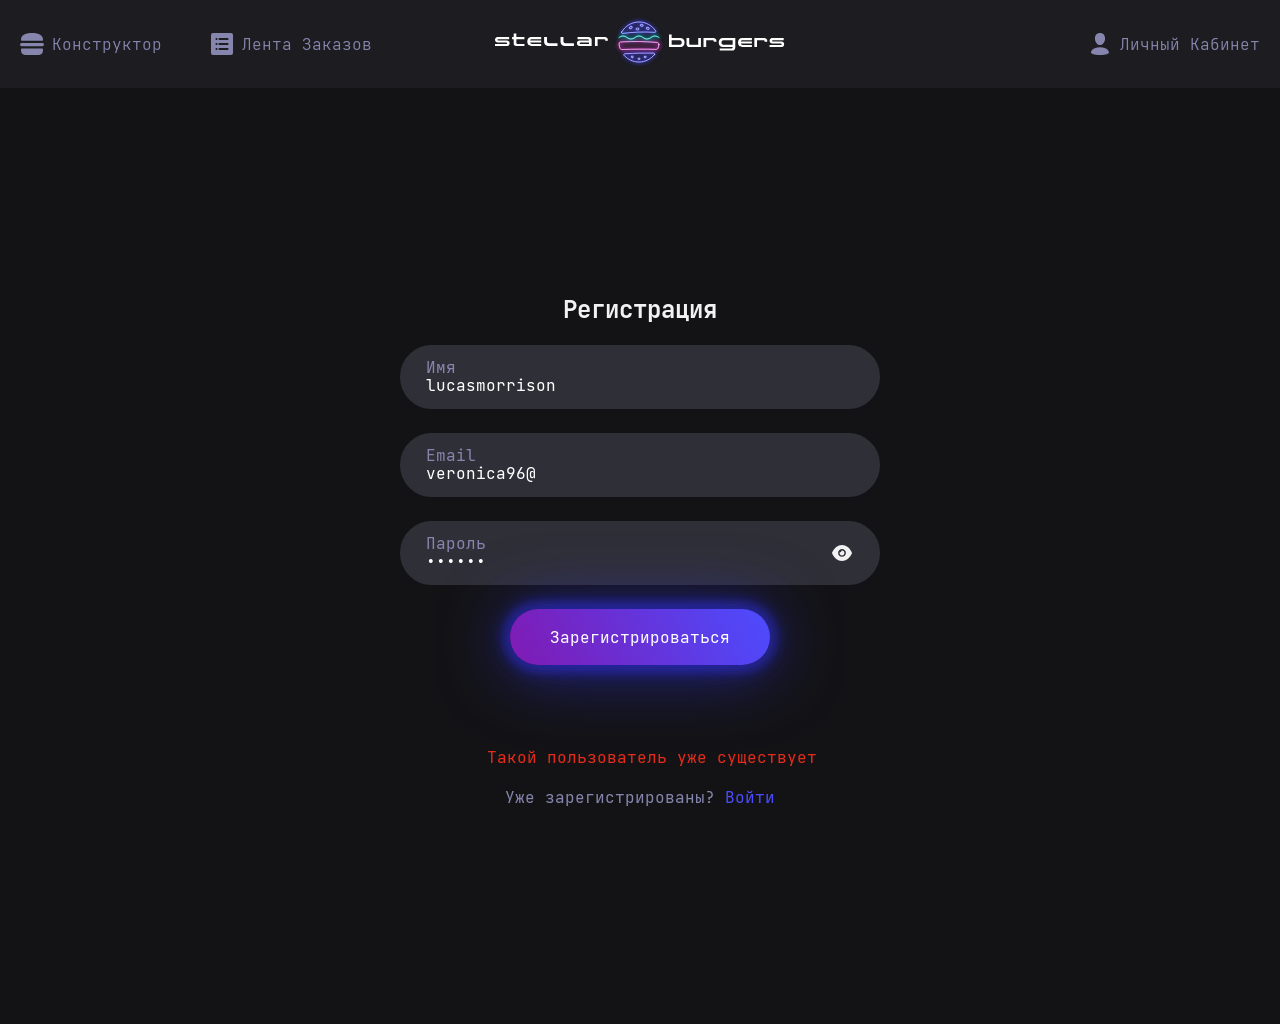 Конструктор
Лента Заказов
stellar burgers
Личный Кабинет
Регистрация
Имя
lucasmorrison
Email
veronica96@
Пароль
••••••
Зарегистрироваться
Такой пользователь уже существует
Уже зарегистрированы? Войти